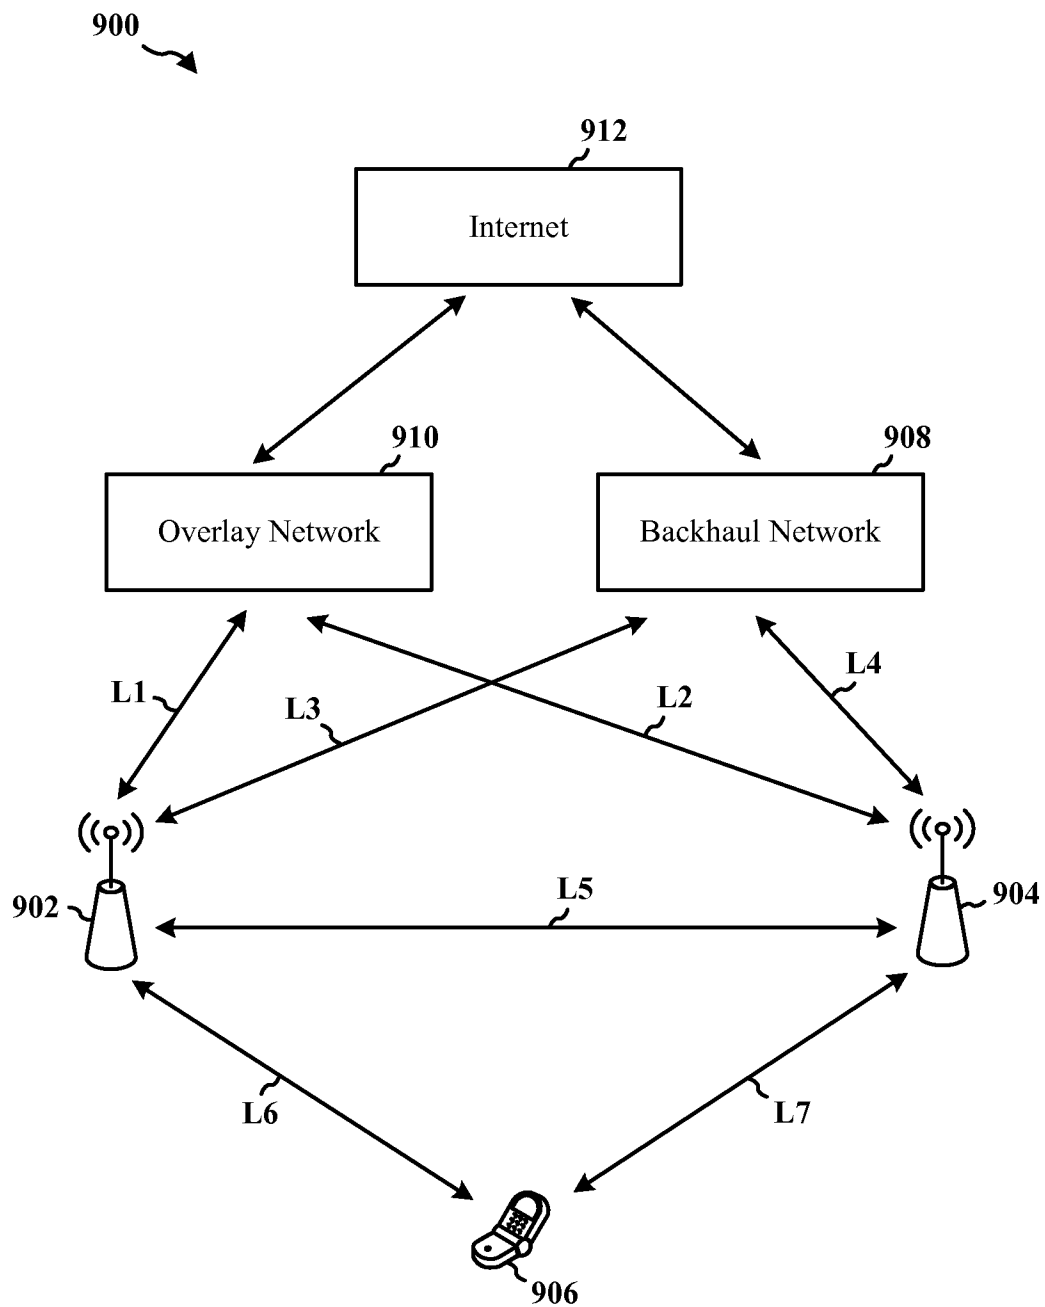 900
912
Internet
910
908
Overlay Network
Backhaul Network
L1
L3
L2
L4
902
L5
904
L6
L7
906